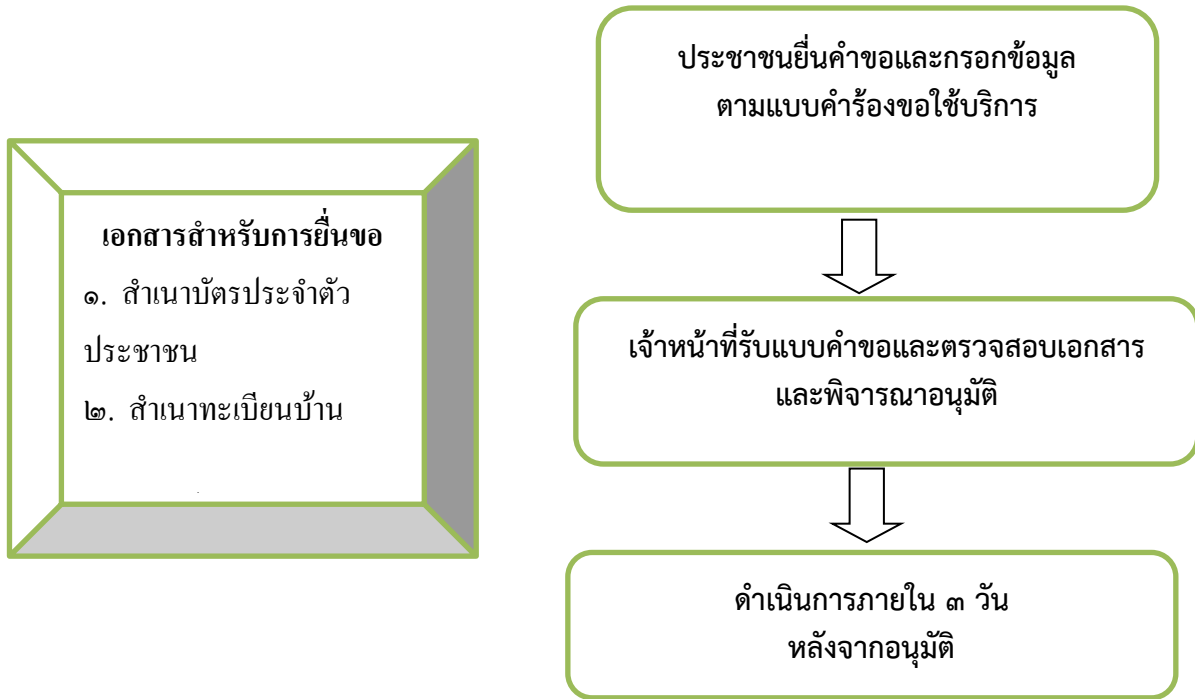 ประชาชนยื่นคำขอและกรอกข้อมูล
ตามแบบคำร้องขอใช้บริการ
เอกสารสำหรับการยื่นขอ
๑. สำเนาบัตรประจำตัว
ประชาชน
๒. สำเนาทะเบียนบ้าน
เจ้าหน้าที่รับแบบคำขอและตรวจสอบเอกสาร
และพิจารณาอนุมัติ
ดำเนินการภายใน ๓ วัน
หลังจากอนุมัติ